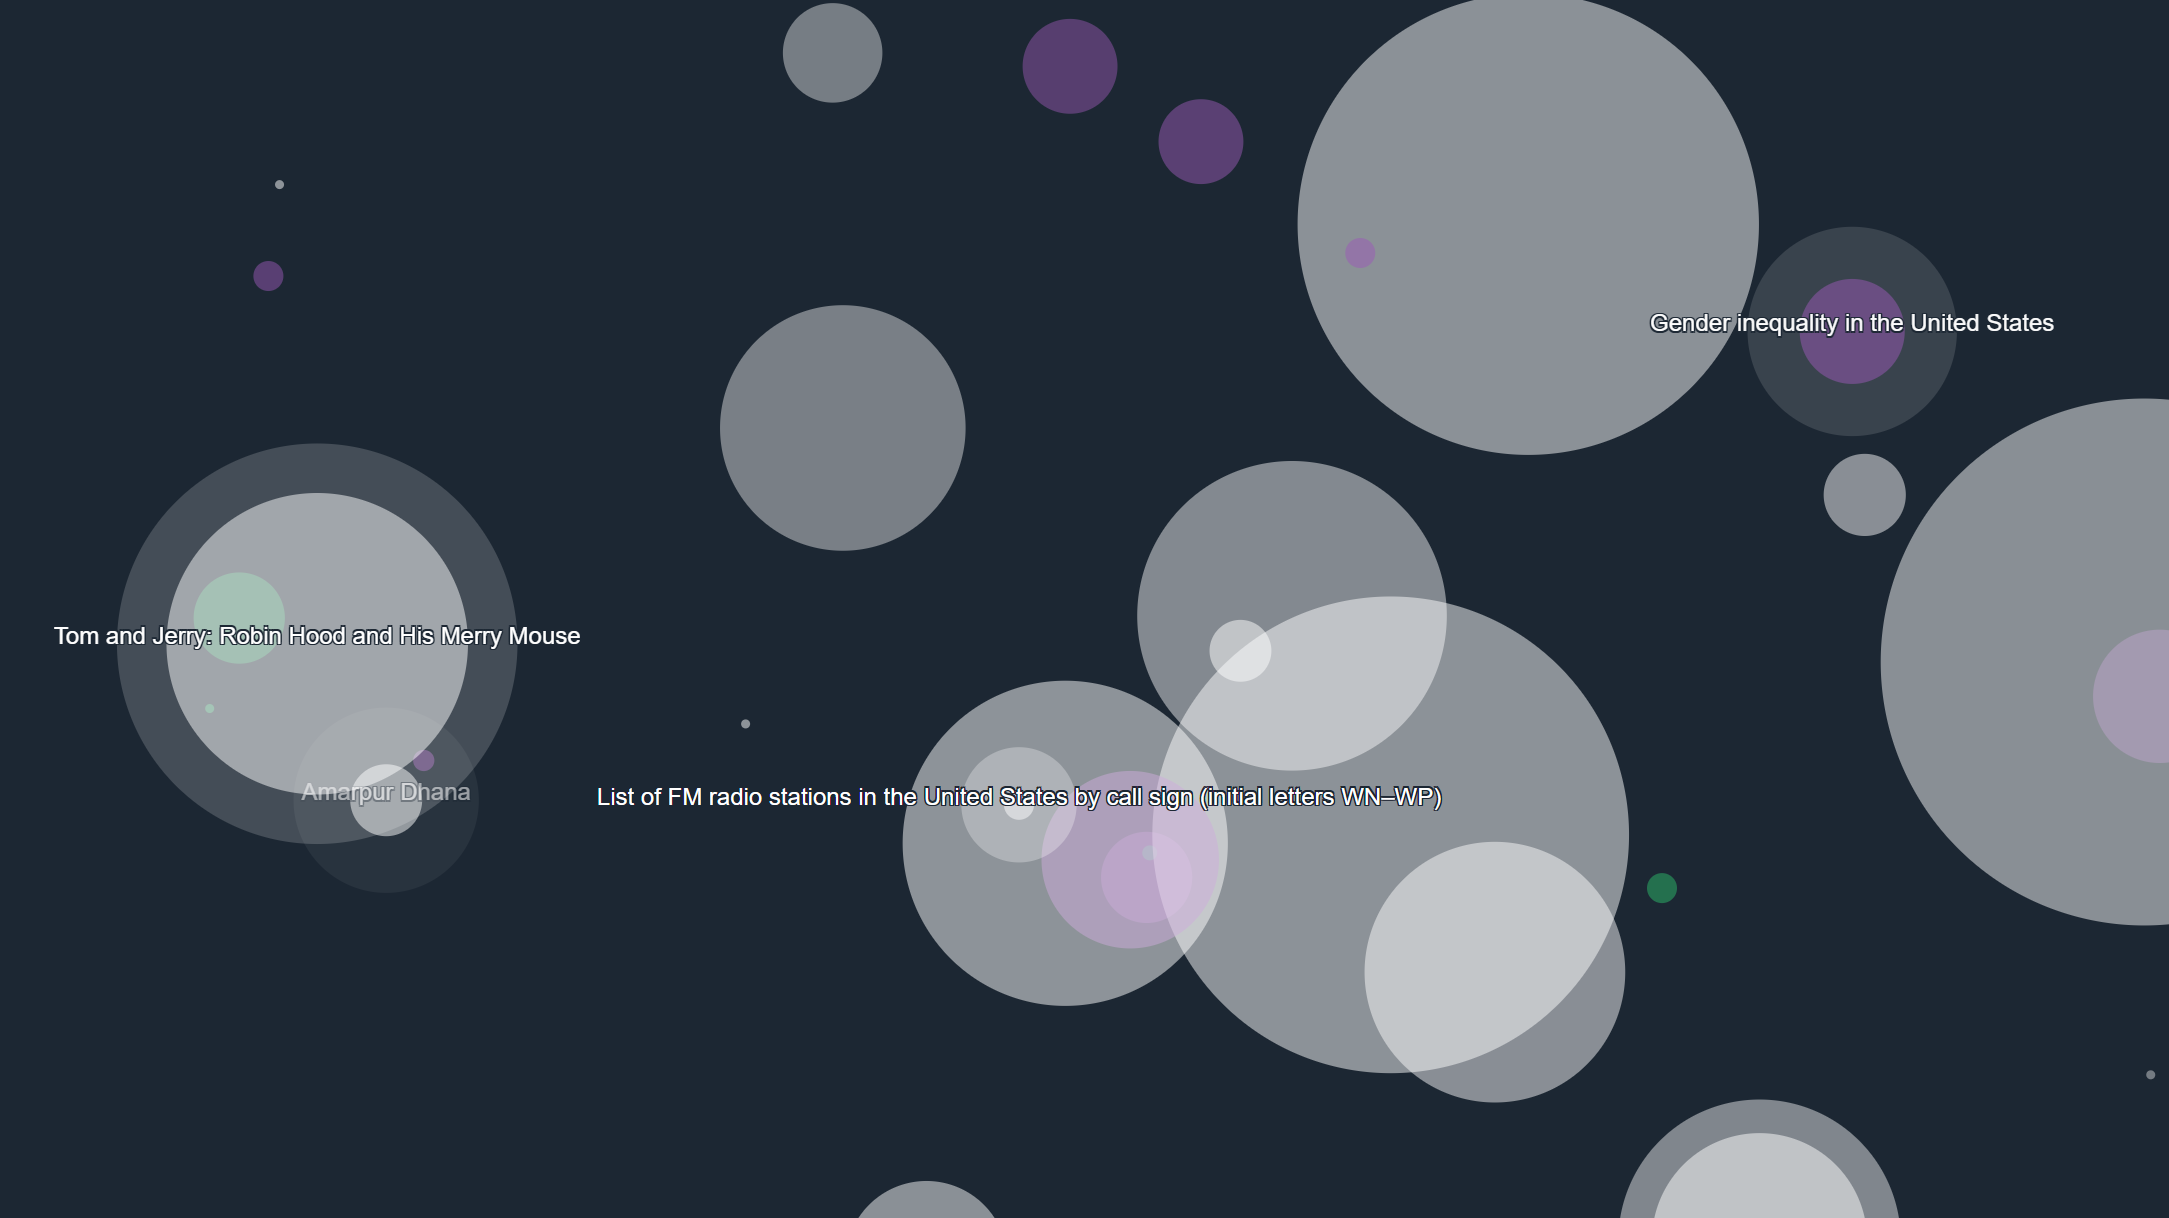 Gender inequality in the United States
Tom and Jerry: Robin Hood and His Merry Mouse
Amarpur Dhana
List of FM radio stations in the United States by call sign (initial letters WN–WP)